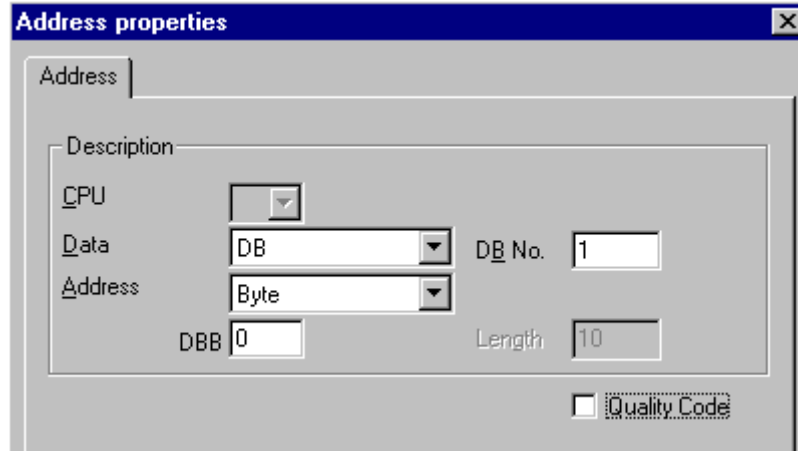 Address properties
Address
Description
CPU
Data DB DB No. 1
Address Byte
DBB 0 Length 10
Quality Code